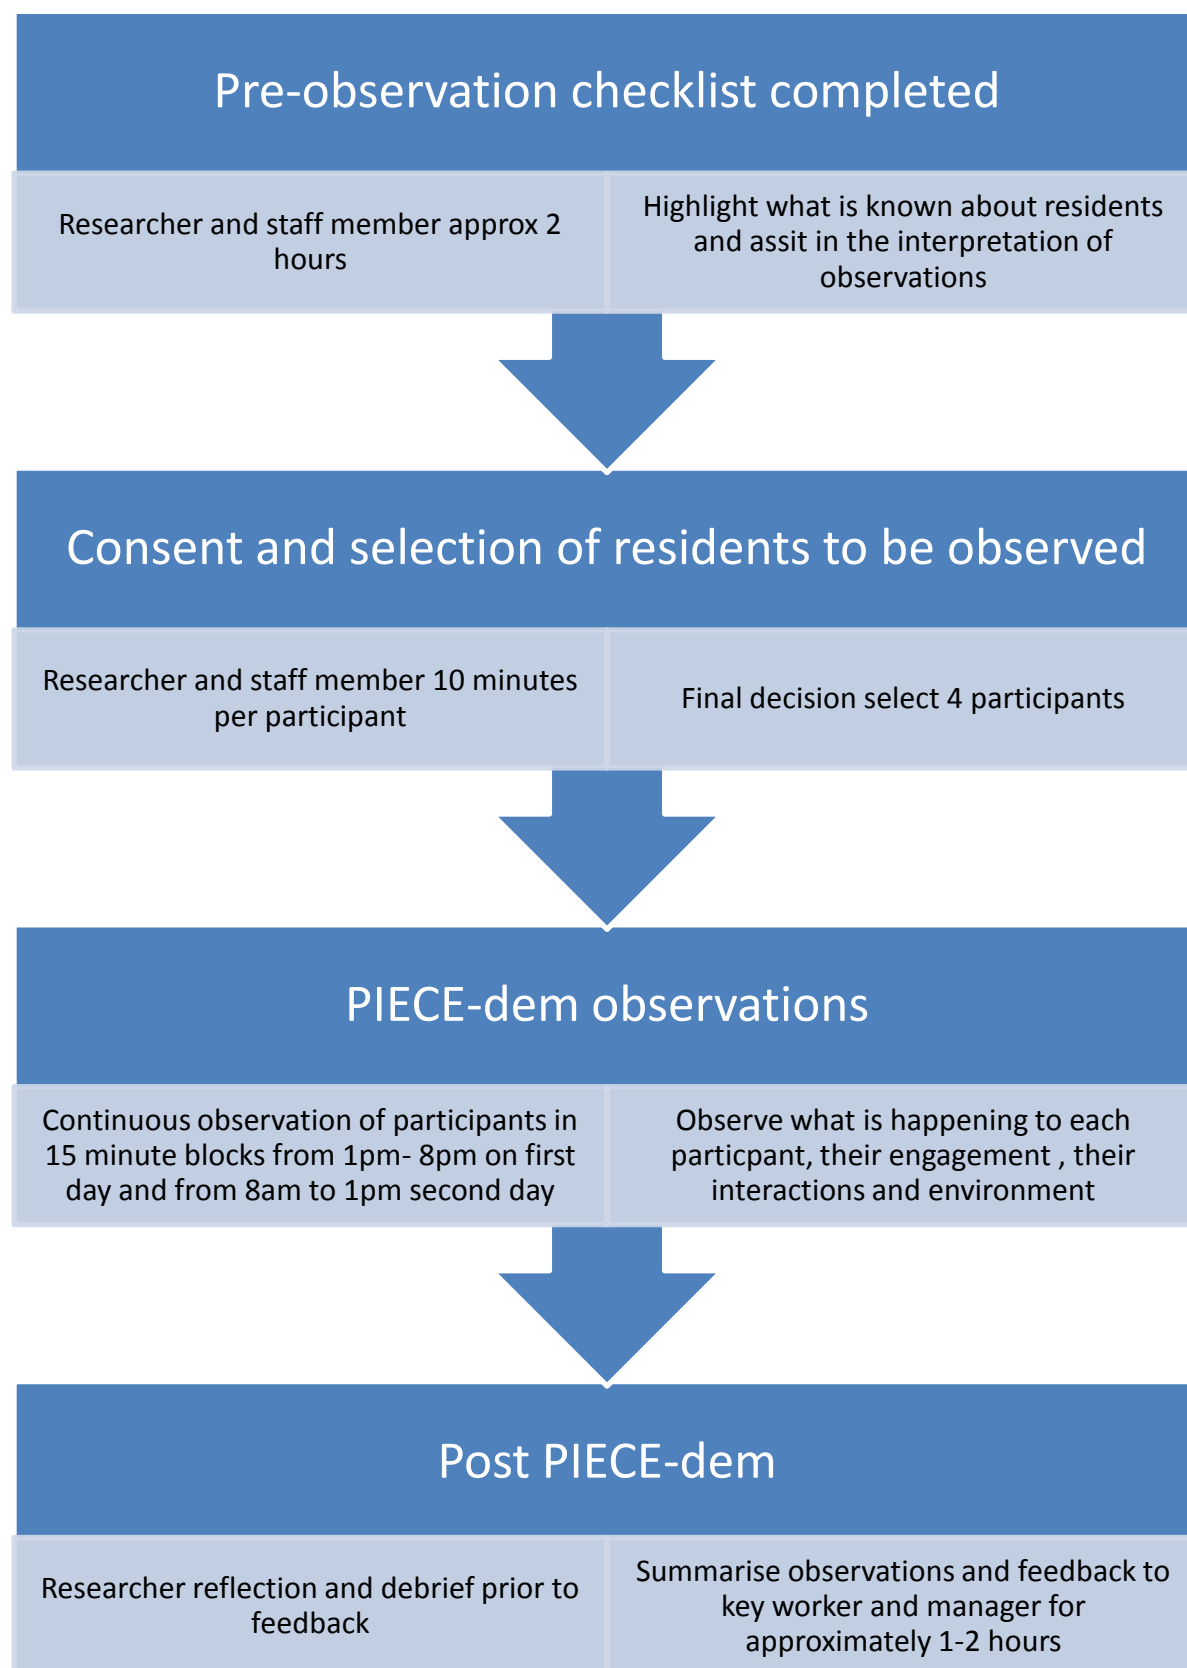 Pre-observation checklist completed
Researcher and staff member approx 2
hours
Highlight what is known about residents
and assit in the interpretation of
observations
Consent and selection of residents to be observed
Researcher and staff member 10 minutes
per participant
Final decision select 4 participants
PIECE-dem observations
Continuous observation of participants in
15 minute blocks from 1pm- 8pm on first
day and from 8am to 1pm second day
Observe what is happening to each
particpant, their engagement , their
interactions and environment
Post PIECE-dem
Researcher reflection and debrief prior to
feedback
Summarise observations and feedback to
key worker and manager for
approximately 1-2 hours